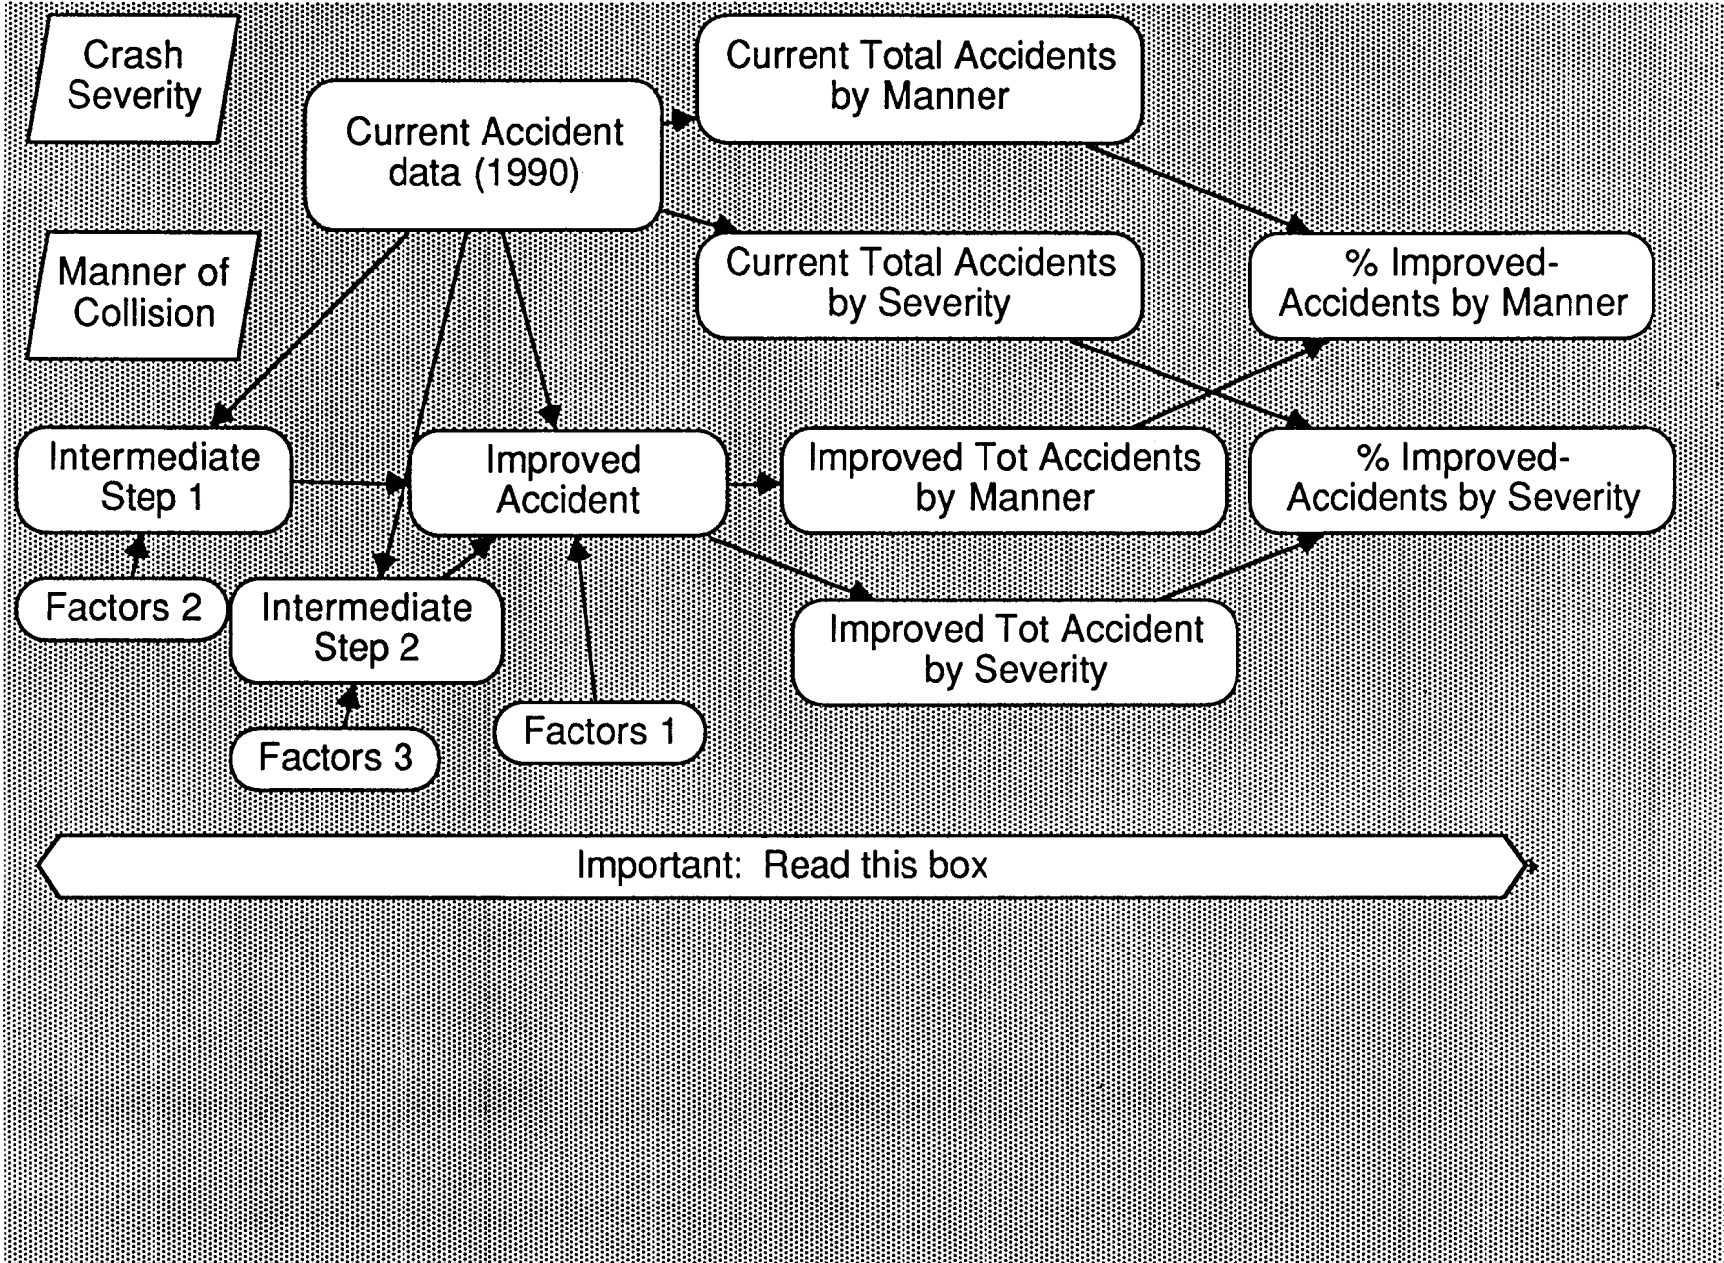 Crash
Severity
Current Total Accidents
by Manner
Current Accident
data (1990)
Manner of
Collision
Current Total Accidents
by Severity
% Improved-
Accidents by Manner
Intermediate
Step 1
Improved
Accident
Improved Tot Accidents
by Manner
% Improved-
Accidents by Severity
Factors 2
Intermediate
Step 2
Improved Tot Accident
by Severity
Factors 3
Factors 1
Important:  Read this box